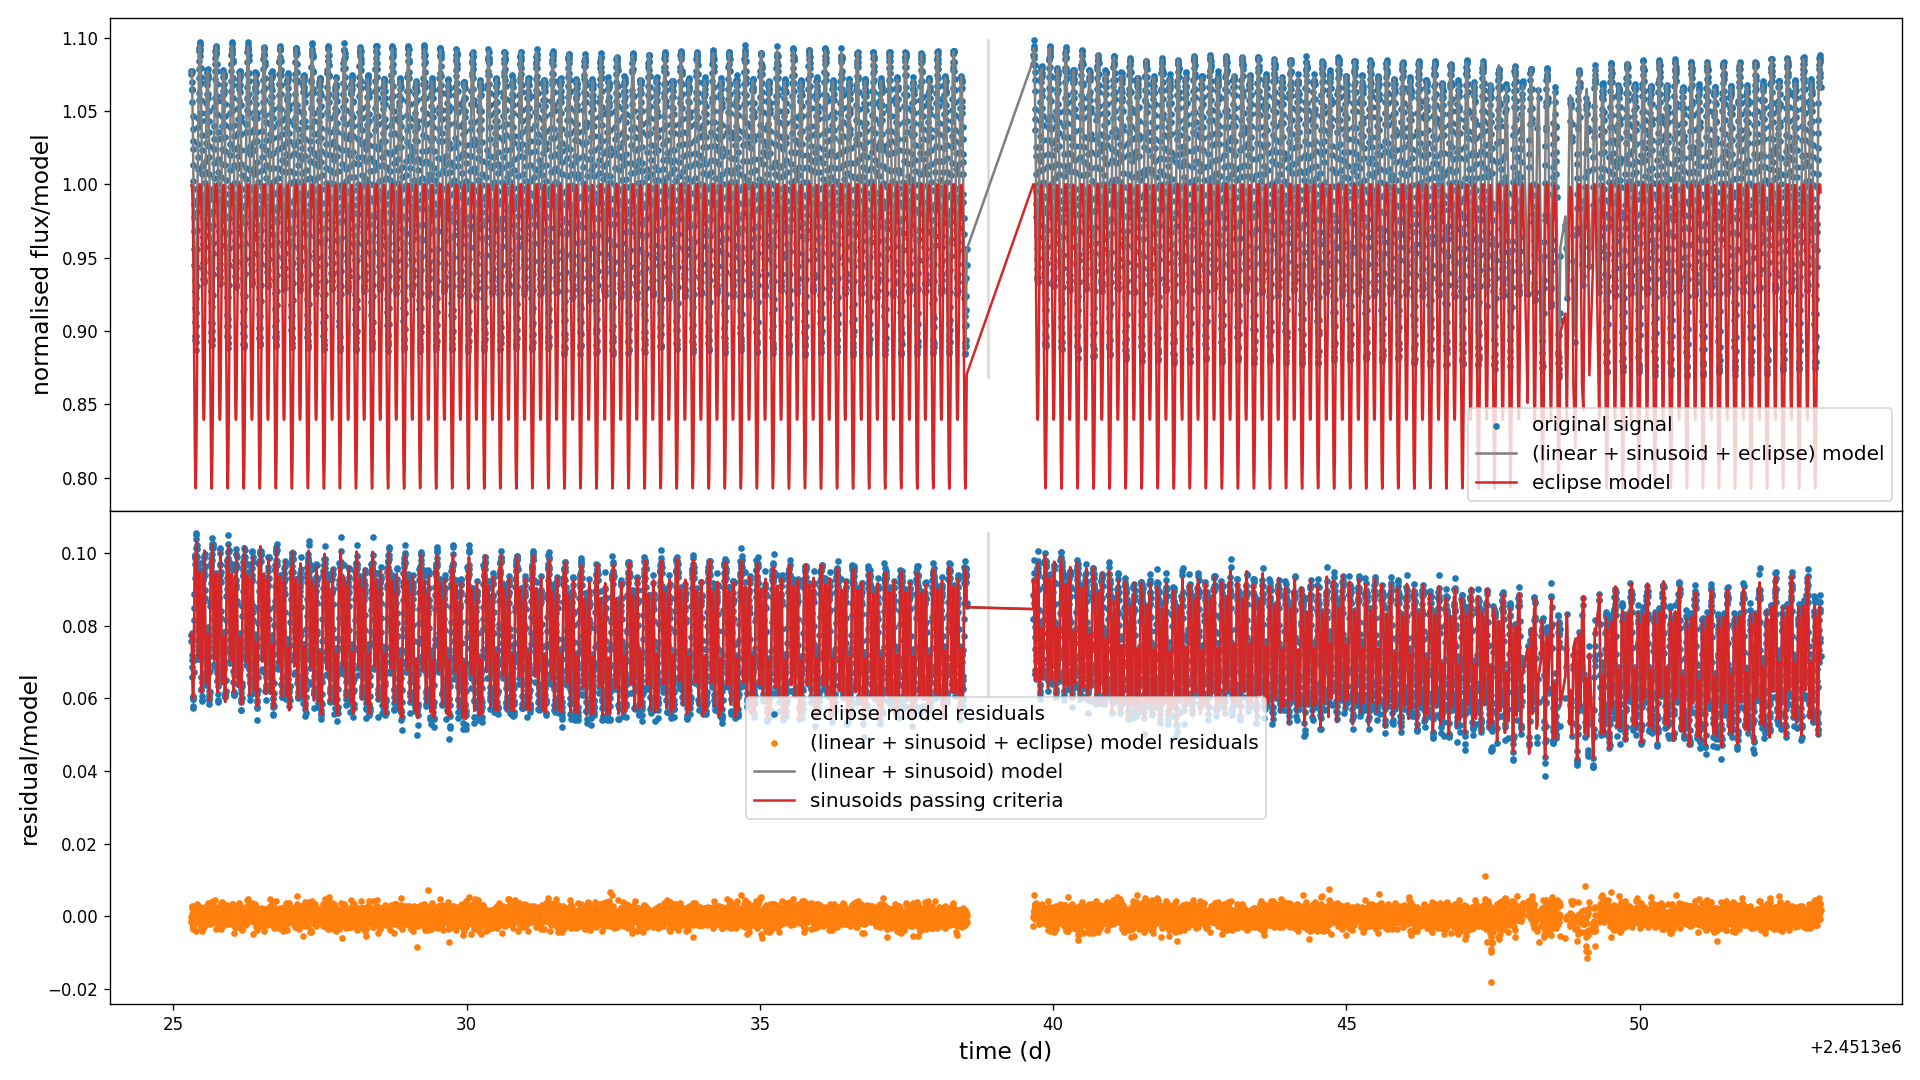 normalised flux/model
1.10
1.05
1.00
0.95
0.90
0.85
0.80
original signal
(linear + sinusoid + eclipse) model
eclipse model
residual/model
0.10
0.08
0.06
0.04
0.02
0.00
−0.02
eclipse model residuals
(linear + sinusoid + eclipse) model residuals
(linear + sinusoid) model
sinusoids passing criteria
25 30 35 40 45 50
time (d)
+2.4513e6